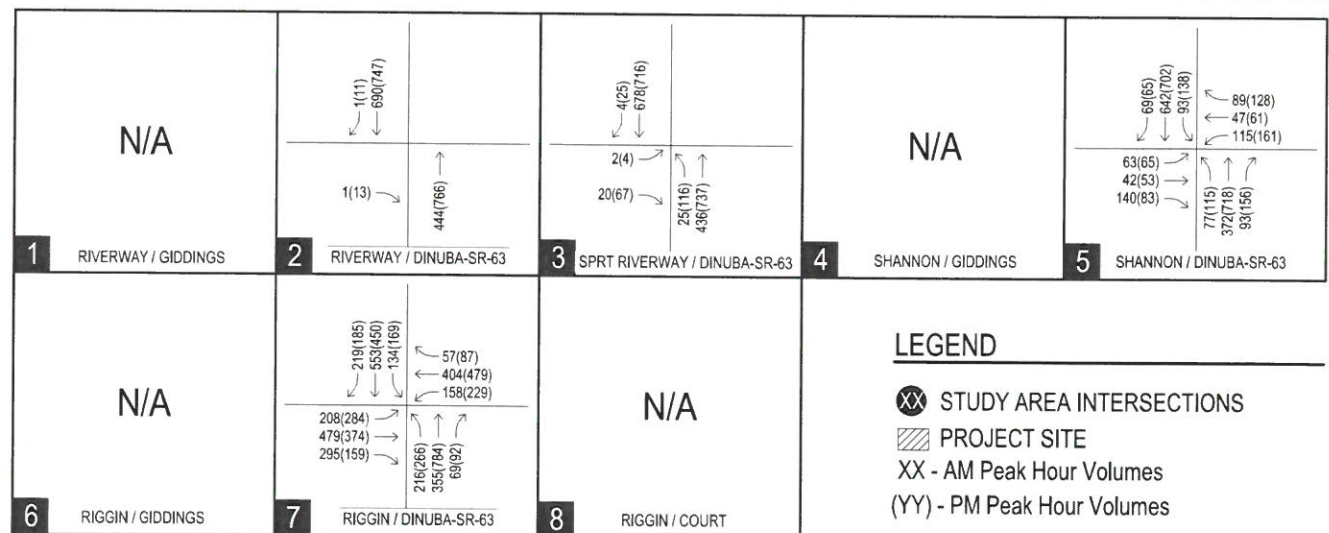 N/A
1
RIVERWAY / GIDDINGS
1(11)
690(747)
1(13)
444(766)
2
RIVERWAY / DINUBA-SR-63
4(25)
678(716)
2(4)
20(67)
25(116)
436(737)
3
SPRT RIVERWAY / DINUBA-SR-63
N/A
4
SHANNON / GIDDINGS
69(65)
642(702)
93(138)
89(128)
47(61)
115(161)
63(65)
42(53)
140(83)
77(115)
372(718)
93(156)
5
SHANNON / DINUBA-SR-63
N/A
6
RIGGIN / GIDDINGS
219(185)
553(450)
134(169)
57(87)
404(479)
158(229)
208(284)
479(374)
295(159)
216(266)
355(784)
69(92)
7
RIGGIN / DINUBA-SR-63
N/A
8
RIGGIN / COURT
LEGEND
XX STUDY AREA INTERSECTIONS
PROJECT SITE
XX - AM Peak Hour Volumes
(YY) - PM Peak Hour Volumes